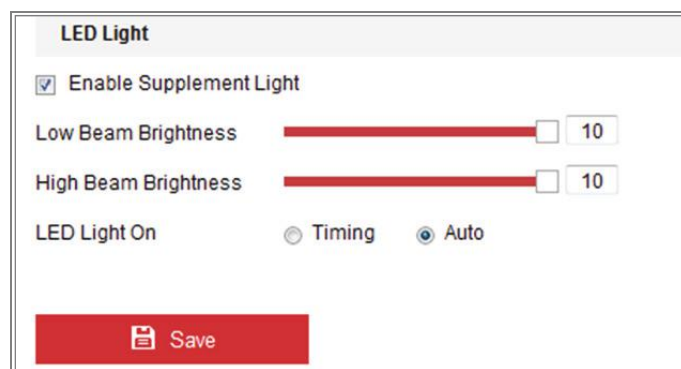 LED Light
Enable Supplement Light
Low Beam Brightness 10
High Beam Brightness 10
LED Light On Timing Auto
Save